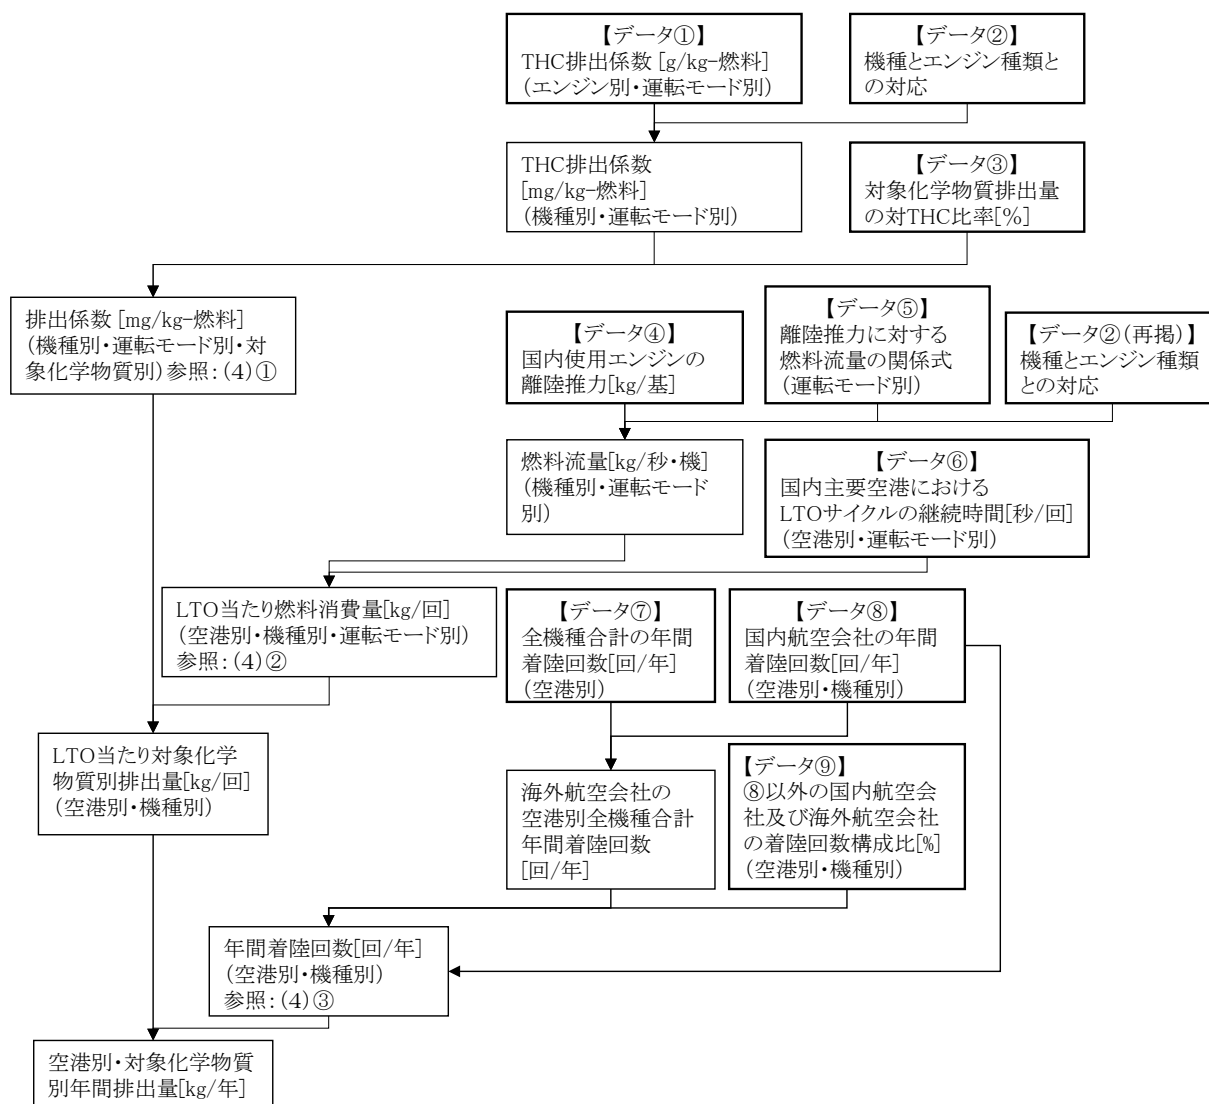 【データ①】
THC排出係数 [g/kg-燃料]
(エンジン別・運転モード別)
【データ②】
機種とエンジン種類と
の対応
THC排出係数
[mg/kg-燃料]
(機種別・運転モード別)
【データ③】
対象化学物質排出量
の対THC比率[%]
排出係数 [mg/kg-燃料]
(機種別・運転モード別・対
象化学物質別)参照:(4)①
【データ④】
国内使用エンジンの
離陸推力[kg/基]
【データ⑤】
離陸推力に対する
燃料流量の関係式
(運転モード別)
【データ②(再掲)】
機種とエンジン種類
との対応
燃料流量[kg/秒・機]
(機種別・運転モード
別)
【データ⑥】
国内主要空港における
LTOサイクルの継続時間[秒/回]
(空港別・運転モード別)
LTO当たり燃料消費量[kg/回]
(空港別・機種別・運転モード別)
参照:(4)②
【データ⑦】
全機種合計の年間
着陸回数[回/年]
(空港別)
【データ⑧】
国内航空会社の年間
着陸回数[回/年]
(空港別・機種別)
LTO当たり対象化学
物質別排出量[kg/回]
(空港別・機種別)
海外航空会社の
空港別全機種合計
年間着陸回数
[回/年]
【データ⑨】
⑧以外の国内航空会
社及び海外航空会社
の着陸回数構成比[%]
(空港別・機種別)
年間着陸回数[回/年]
(空港別・機種別)
参照:(4)③
空港別・対象化学物質
別年間排出量[kg/年]